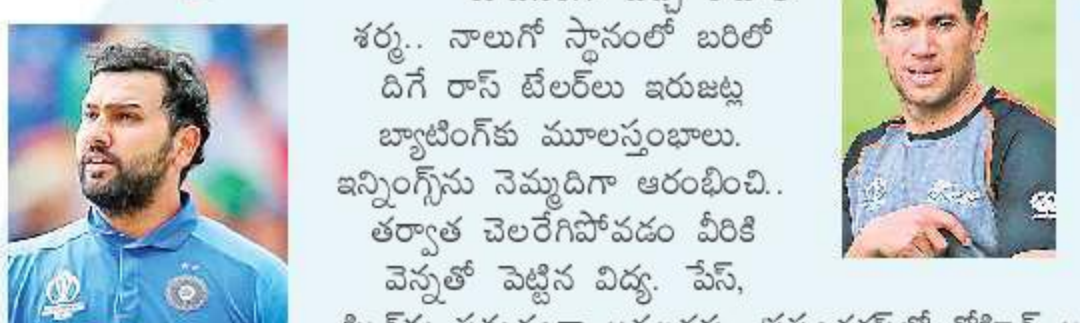 శర్మ.. నాలుగో స్థానంలో బరిలో
దిగే రాస్ టేలర్‌లు ఇరుజట్ల
బ్యాటింగ్‌కు మూలస్తంభాలు.
ఇన్నింగ్స్‌ను నెమ్మదిగా ఆరంభించి..
తర్వాత చెలరేగిపోవడం వీరికి
వెన్నతో పెట్టిన విద్య. పేస్,